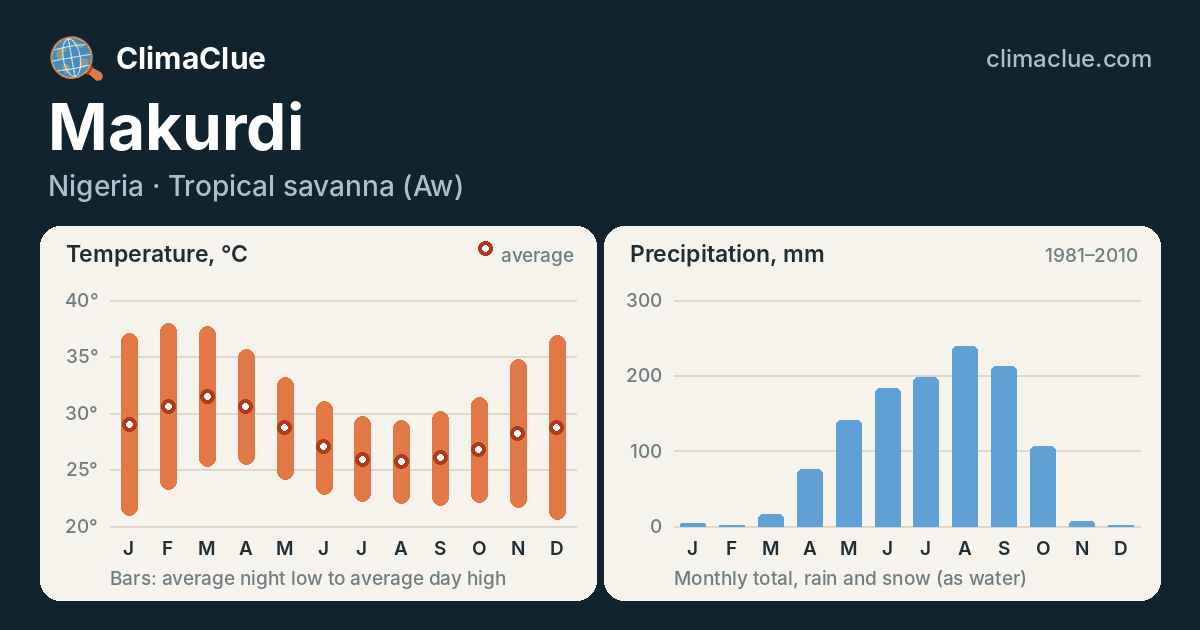 ClimaClue
climaclue.com
Makurdi
Nigeria · Tropical savanna (Aw)
Temperature, °C
average
40°
35°
30°
25°
20°
J F M A M J J A S O N D
Bars: average night low to average day high
Precipitation, mm
1981–2010
300
200
100
0
J F M A M J J A S O N D
Monthly total, rain and snow (as water)